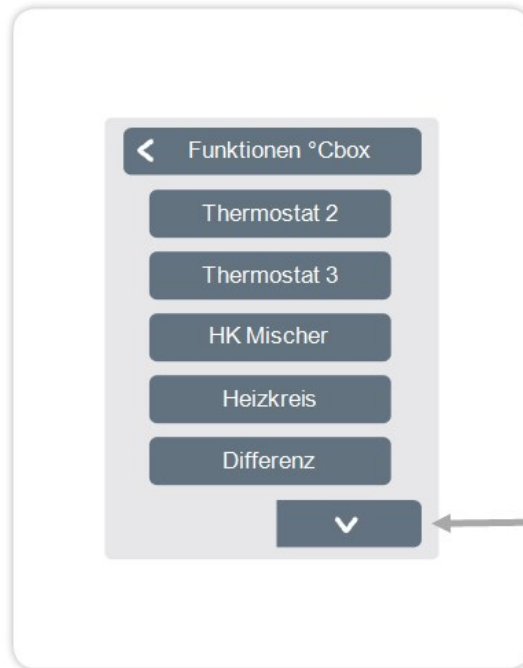 Funktionen °Cbox
Thermostat 2
Thermostat 3
HK Mischer
Heizkreis
Differenz